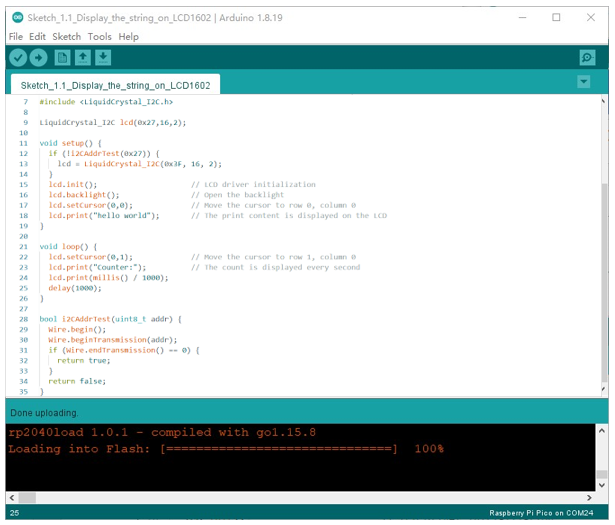 Sketch_1.1_Display_the_string_on_LCD1602 | Arduino 1.8.19
File Edit Sketch Tools Help
Sketch_1.1_Display_the_string_on_LCD1602
7 #include <LiquidCrystal_I2C.h>
8
9 LiquidCrystal_I2C lcd(0x27,16,2);
10
11 void setup() {
12 if (!i2CAddrTest(0x27)) {
13 lcd = LiquidCrystal_I2C(0x3F, 16, 2);
14 }
15 lcd.init(); // LCD driver initialization
16 lcd.backlight(); // Open the backlight
17 lcd.setCursor(0,0); // Move the cursor to row 0, column 0
18 lcd.print("hello world"); // The print content is displayed on the LCD
19 }
20
21 void loop() {
22 lcd.setCursor(0,1); // Move the cursor to row 1, column 0
23 lcd.print("Counter:"); // The count is displayed every second
24 lcd.print(millis() / 1000);
25 delay(1000);
26 }
27
28 bool i2CAddrTest(uint8_t addr) {
29 Wire.begin();
30 Wire.beginTransmission(addr);
31 if (Wire.endTransmission() == 0) {
32 return true;
33 }
34 return false;
35 }
Done uploading.
rp2040load 1.0.1 - compiled with go1.15.8
Loading into Flash: [==============================] 100%
25 Raspberry Pi Pico on COM24